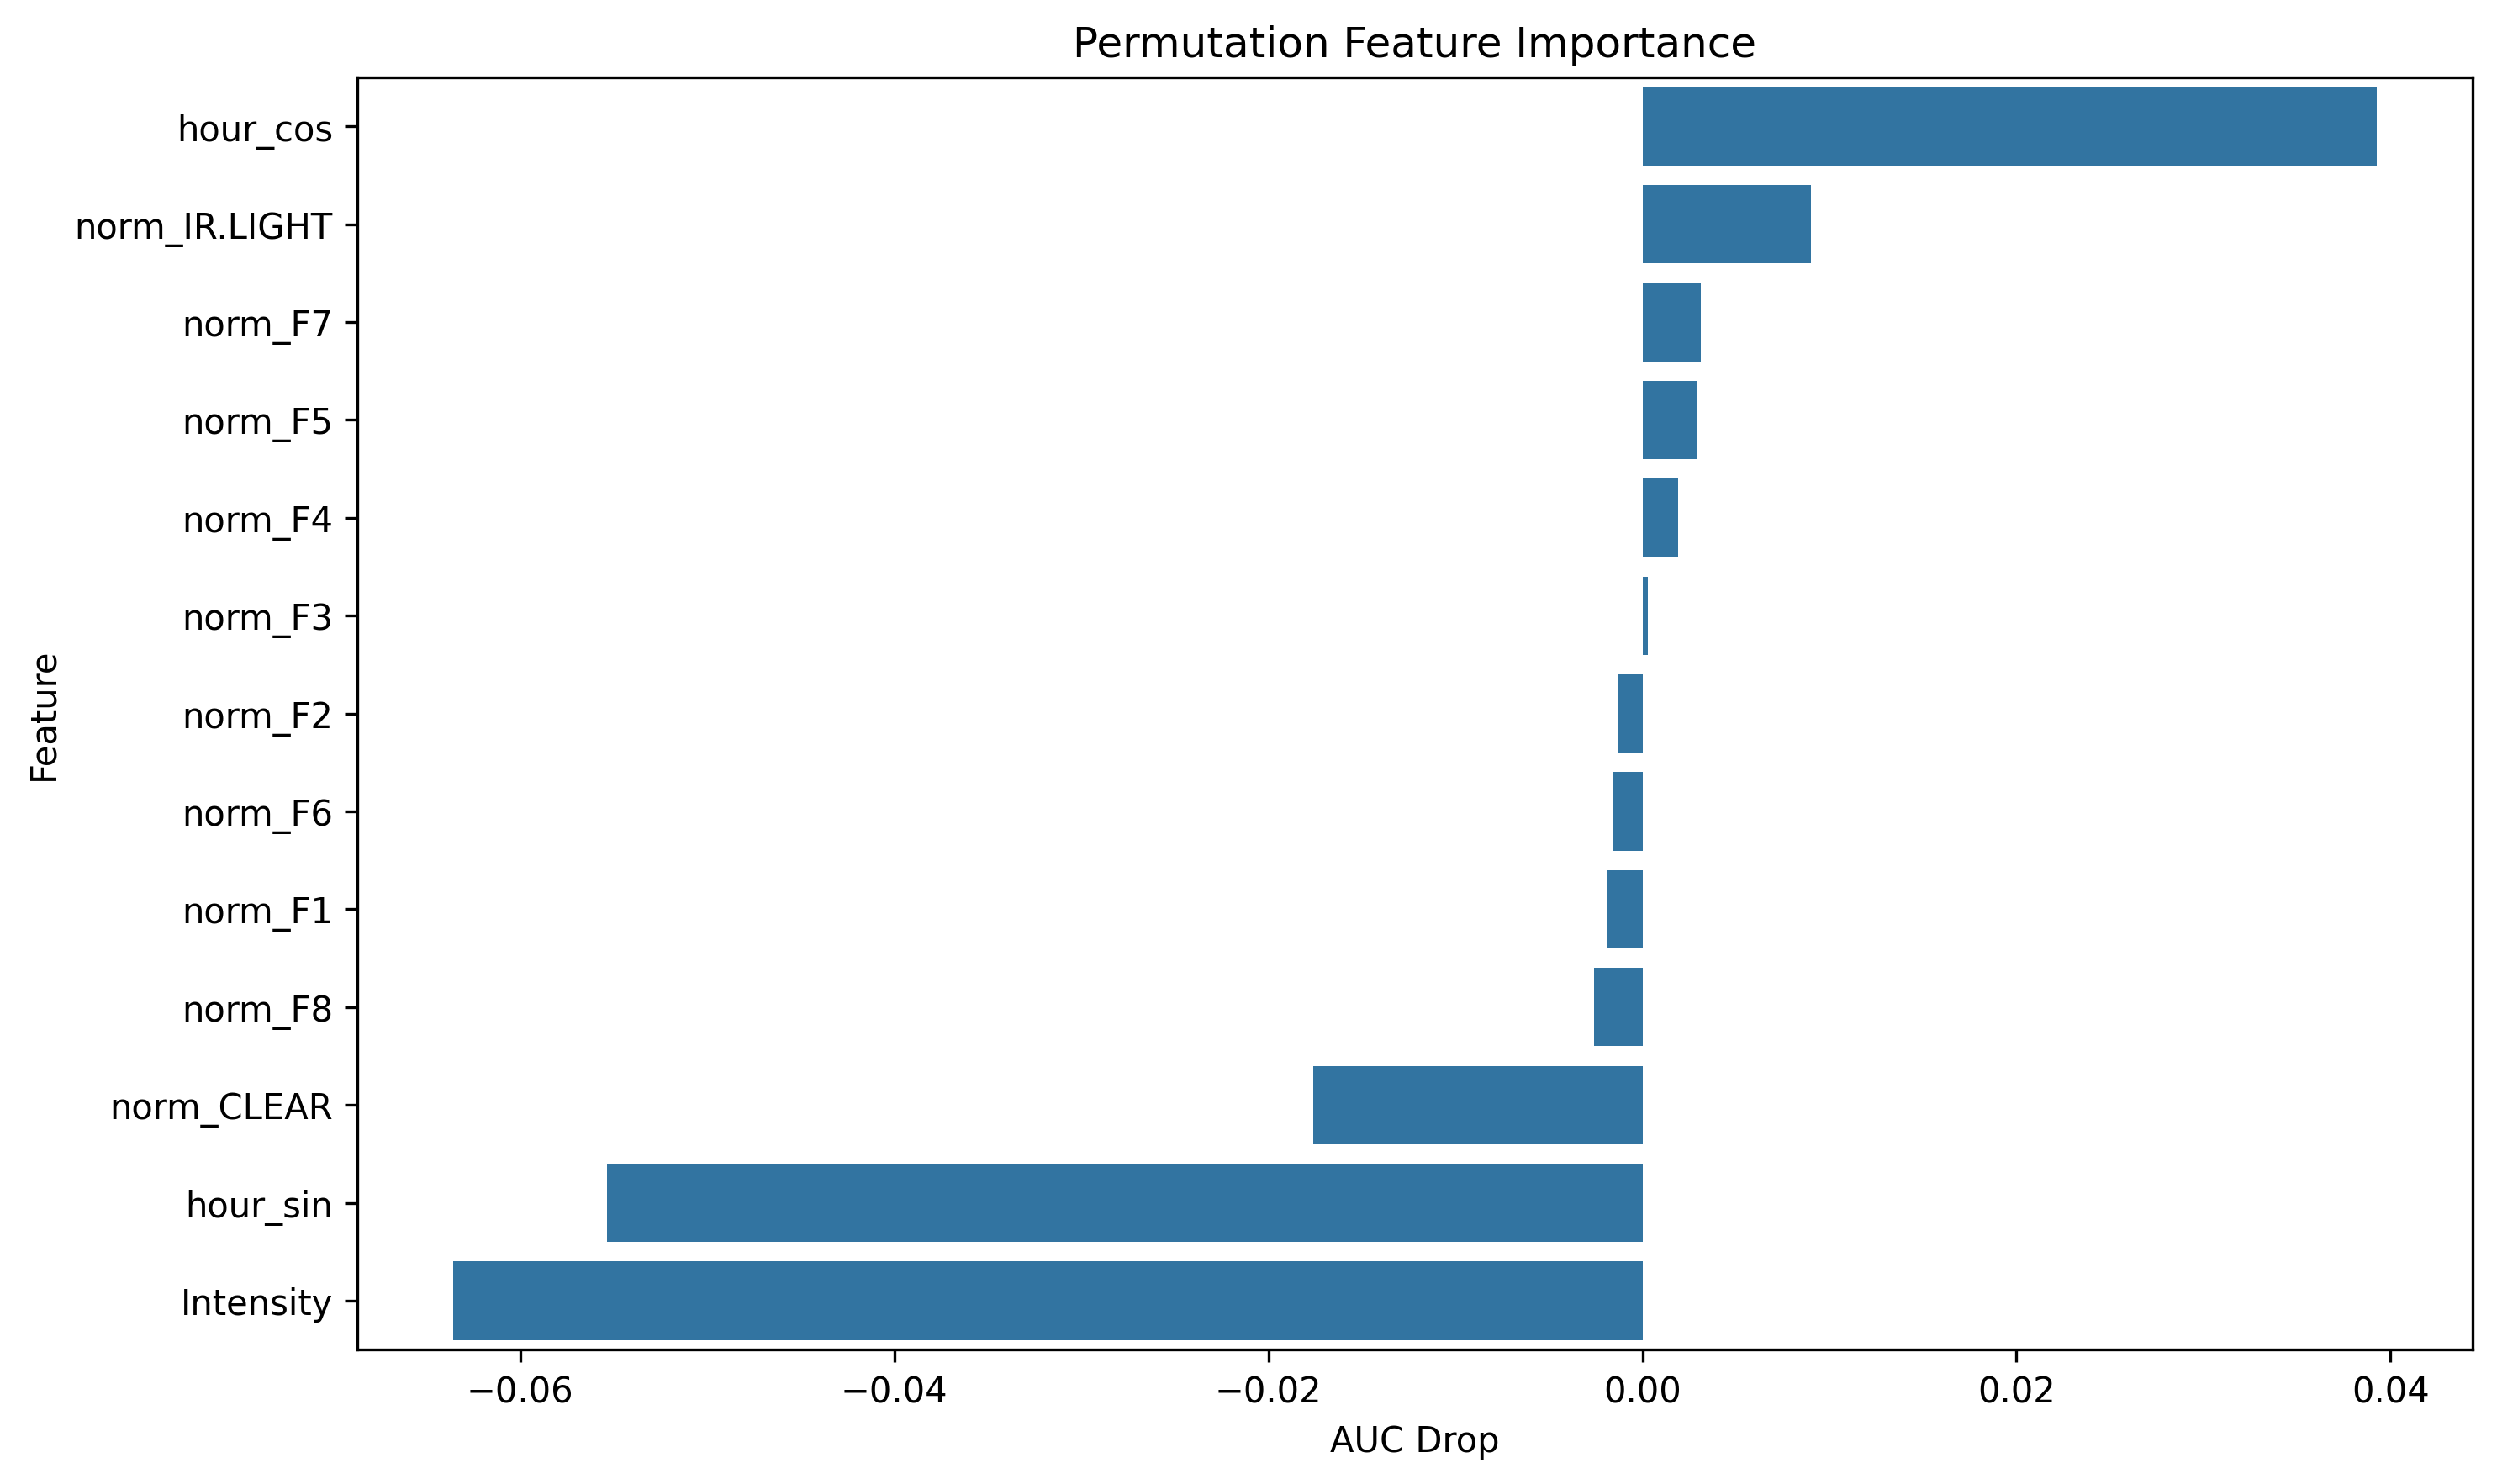 Permutation Feature Importance
hour_cos
norm_IR.LIGHT
norm_F7
norm_F5
norm_F4
norm_F3
norm_F2
norm_F6
norm_F1
norm_F8
norm_CLEAR
hour_sin
Intensity
Feature
−0.06 −0.04 −0.02 0.00 0.02 0.04
AUC Drop